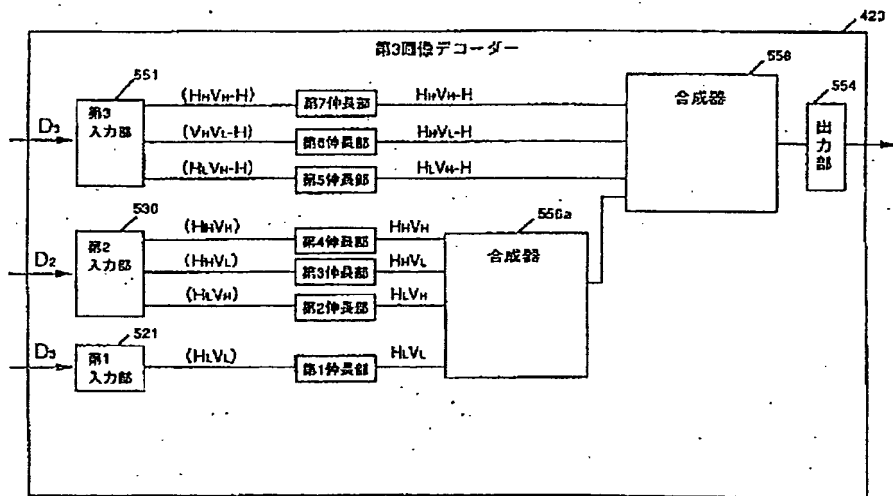 423
第3画像デコーダー
551
第3
入力部
D3
(HHVH-H)
第7伸長部
HHVH-H
(VHVL-H)
第6伸長部
HHVL-H
(HLVH-H)
第5伸長部
HLVH-H
556
合成器
554
出力部
530
第2
入力部
D2
(HHVH)
第4伸長部
HHVH
(HHVL)
第3伸長部
HHVL
(HLVH)
第2伸長部
HLVH
556a
合成器
521
第1
入力部
D3
(HLVL)
第1伸長部
HLVL